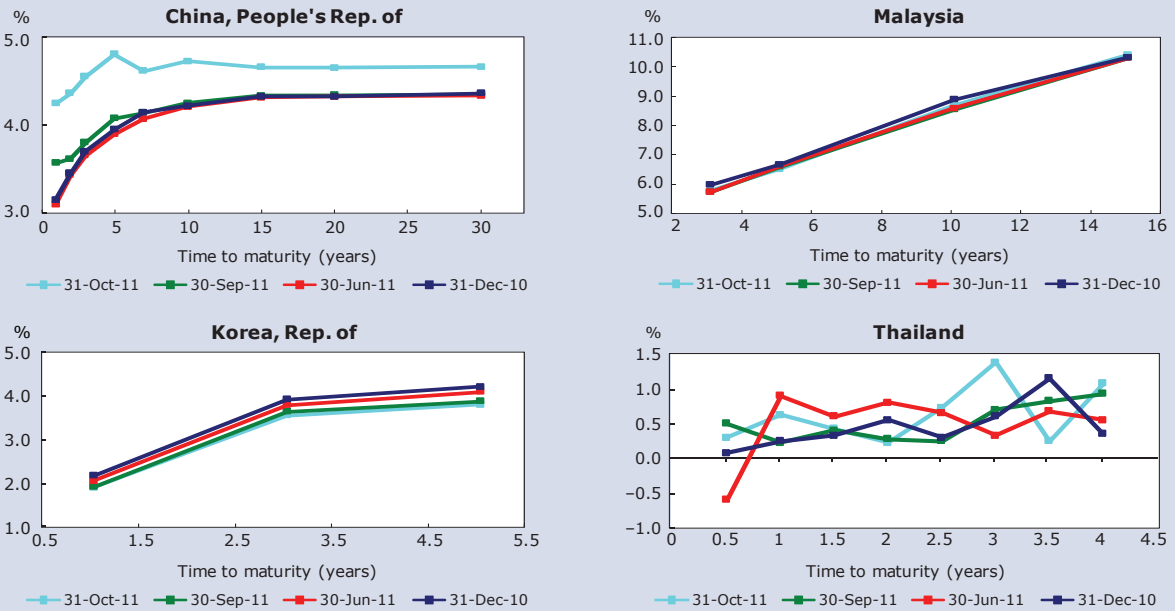 China, People's Rep. of
%
5.0
4.0
3.0
0 5 10 15 20 25 30
Time to maturity (years)
31-Oct-11 30-Sep-11 30-Jun-11 31-Dec-10
Malaysia
%
11.0
10.0
9.0
8.0
7.0
6.0
5.0
2 4 6 8 10 12 14 16
Time to maturity (years)
31-Oct-11 30-Sep-11 30-Jun-11 31-Dec-10
Korea, Rep. of
%
5.0
4.0
3.0
2.0
1.0
0.5 1.5 2.5 3.5 4.5 5.5
Time to maturity (years)
31-Oct-11 30-Sep-11 30-Jun-11 31-Dec-10
Thailand
%
1.5
1.0
0.5
0.0
−0.5
−1.0
0 0.5 1 1.5 2 2.5 3 3.5 4 4.5
Time to maturity (years)
31-Oct-11 30-Sep-11 30-Jun-11 31-Dec-10